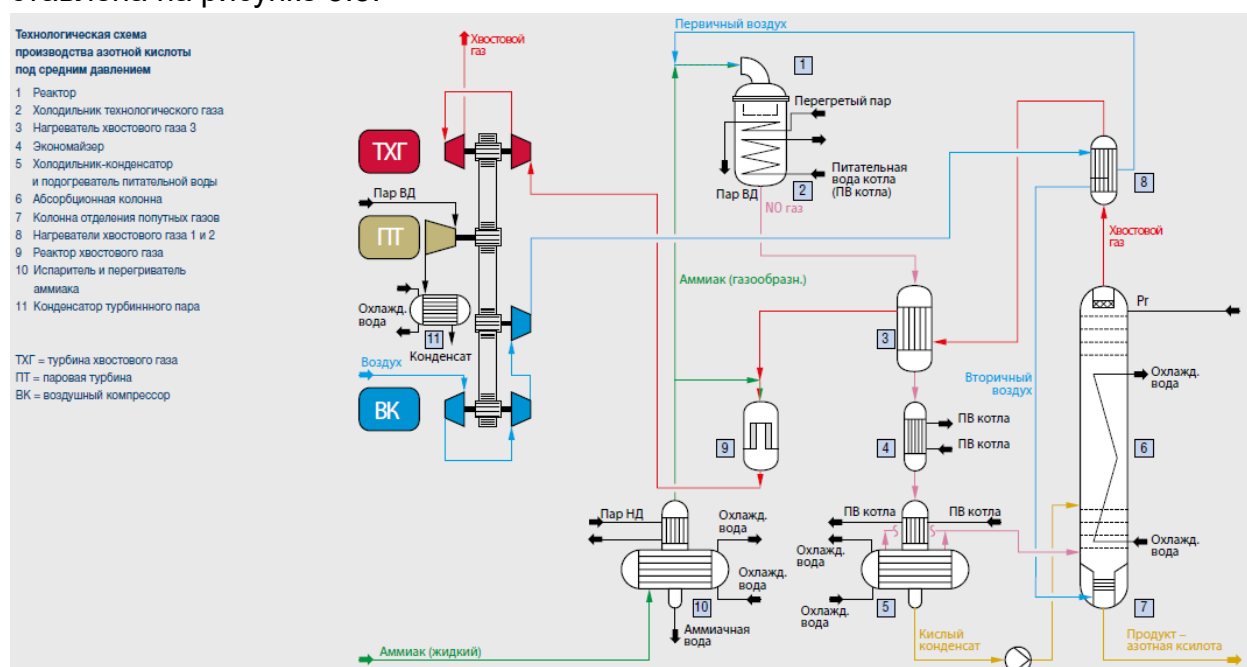 Технологическая схема
производства азотной кислоты
под средним давлением
1 Реактор
2 Холодильник технологического газа
3 Нагреватель хвостового газа 3
4 Экономайзер
5 Холодильник-конденсатор
и подогреватель питательной воды
6 Абсорбционная колонна
7 Колонна отделения попутных газов
8 Нагреватели хвостового газа 1 и 2
9 Реактор хвостового газа
10 Испаритель и перегриватель
аммиака
11 Конденсатор турбиннного пара
ТХГ = турбина хвостового газа
ПТ = паровая турбина
ВК = воздушный компрессор
Хвостовой
газ
ТХГ
Пар ВД
ПТ
Охлажд.
вода
11
Конденсат
Воздух
ВК
Первичный воздух
1
Перегретый пар
Питательная
вода котла
(ПВ котла)
Пар ВД
2
NO газ
8
Хвостовой
газ
Аммиак (газообразн.)
3
Pr
Вторичный
воздух
Охлажд.
вода
9
4
ПВ котла
ПВ котла
6
Пар НД
Охлажд.
вода
Охлажд.
вода
10
Аммиачная
вода
Аммиак (жидкий)
ПВ котла
ПВ котла
Охлажд.
вода
Охлажд.
вода
5
Кислый
конденсат
Охлажд.
вода
7
Продукт –
азотная ксилота